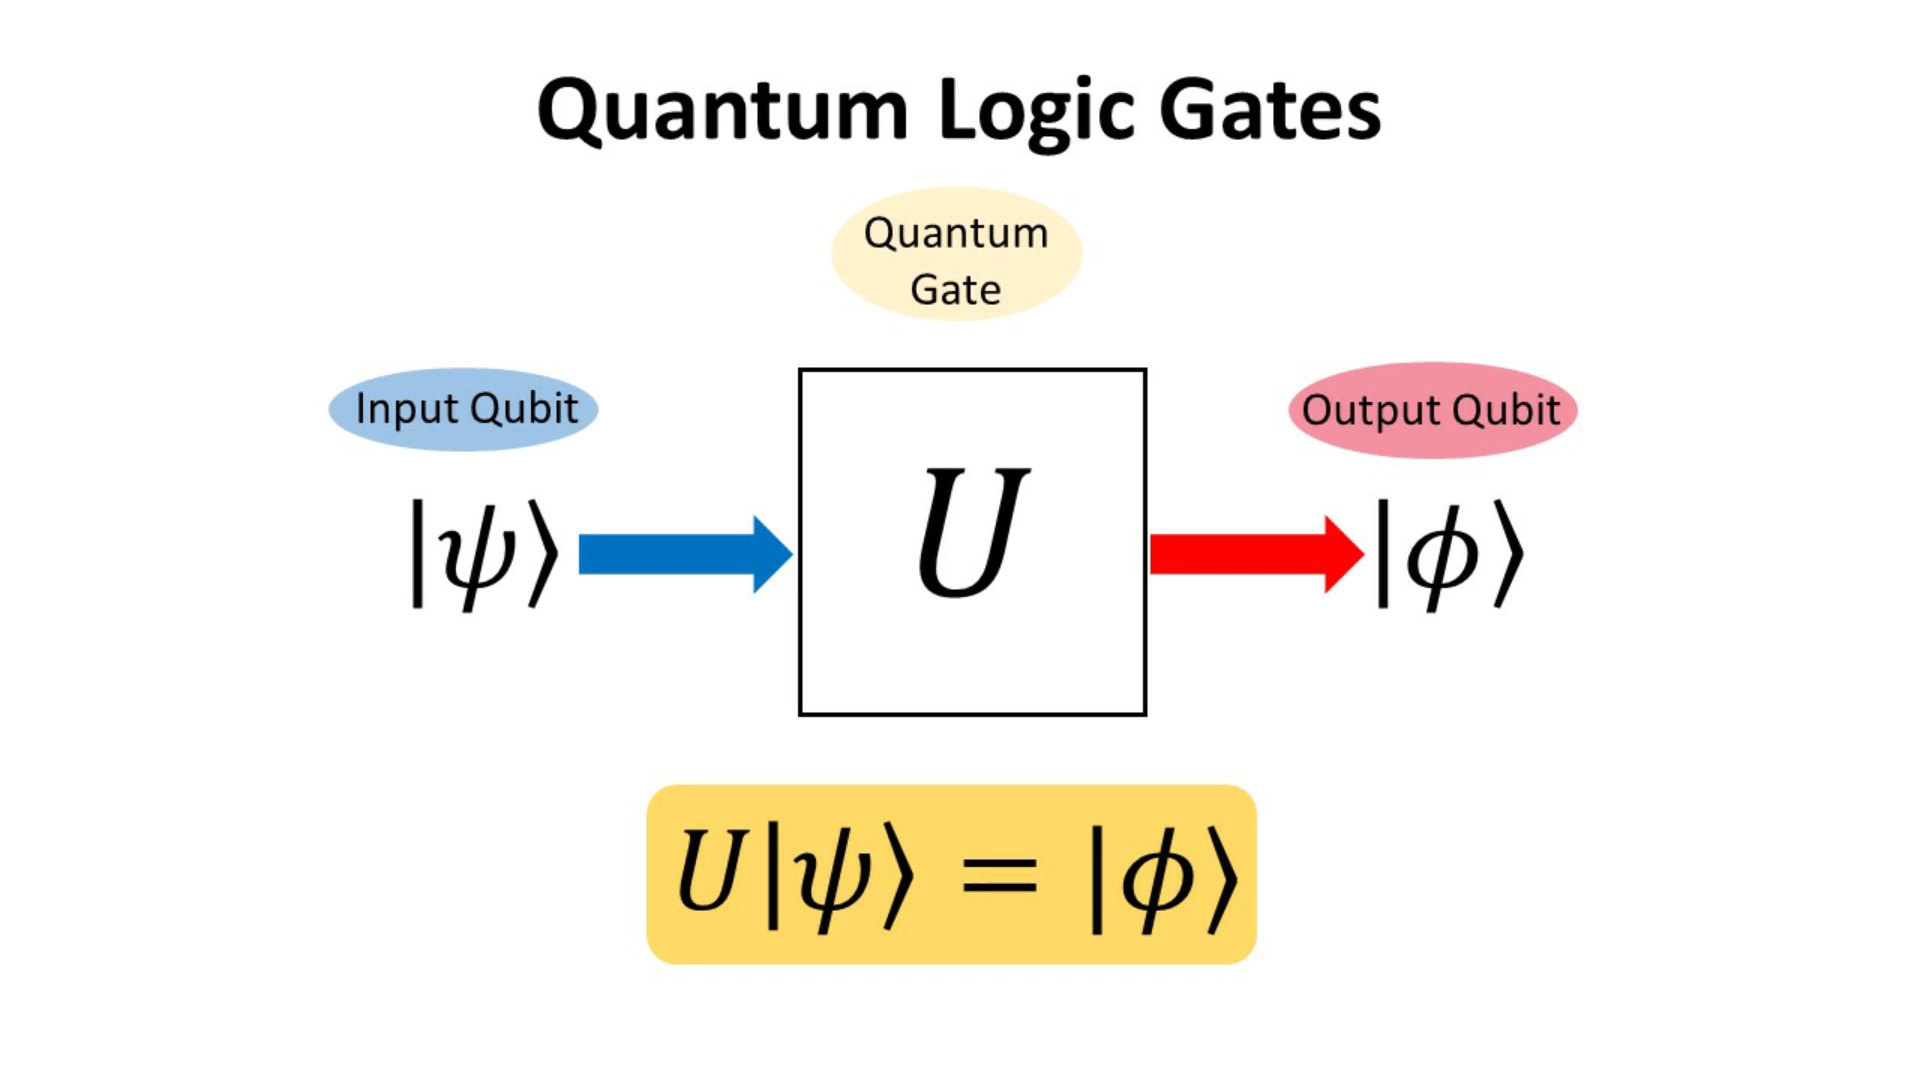 Quantum Logic Gates
Quantum
Gate
Input Qubit
Output Qubit
|ψ⟩
U
|ϕ⟩
U|ψ⟩ = |ϕ⟩